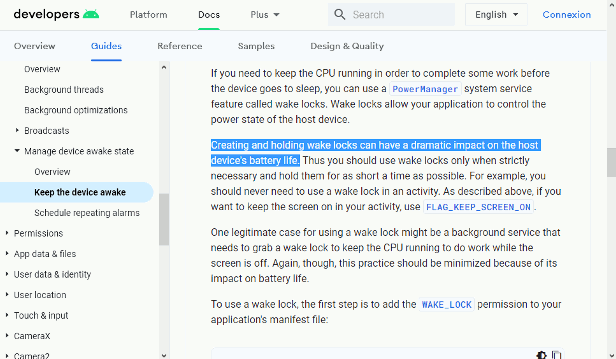 developers
Platform
Docs
Plus
Search
English
Connexion
Overview
Guides
Reference
Samples
Design & Quality
Overview
Background threads
Background optimizations
Broadcasts
Manage device awake state
Overview
Keep the device awake
Schedule repeating alarms
Permissions
App data & files
User data & identity
User location
Touch & input
CameraX
Camera2
If you need to keep the CPU running in order to complete some work before
the device goes to sleep, you can use a PowerManager system service
feature called wake locks. Wake locks allow your application to control the
power state of the host device.
Creating and holding wake locks can have a dramatic impact on the host
device's battery life. Thus you should use wake locks only when strictly
necessary and hold them for as short a time as possible. For example, you
should never need to use a wake lock in an activity. As described above, if you
want to keep the screen on in your activity, use FLAG_KEEP_SCREEN_ON.
One legitimate case for using a wake lock might be a background service that
needs to grab a wake lock to keep the CPU running to do work while the
screen is off. Again, though, this practice should be minimized because of its
impact on battery life.
To use a wake lock, the first step is to add the WAKE_LOCK permission to your
application's manifest file: